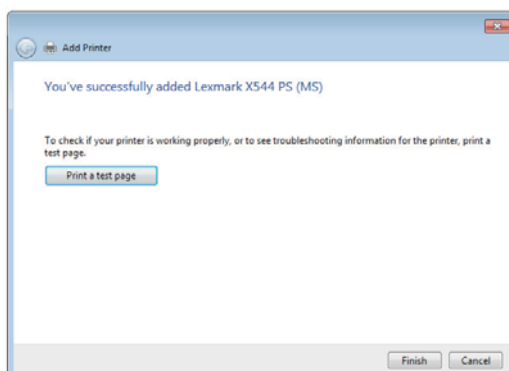 Add Printer
You've successfully added Lexmark X544 PS (MS)
To check if your printer is working properly, or to see troubleshooting information for the printer, print a
test page.
Print a test page
Finish
Cancel